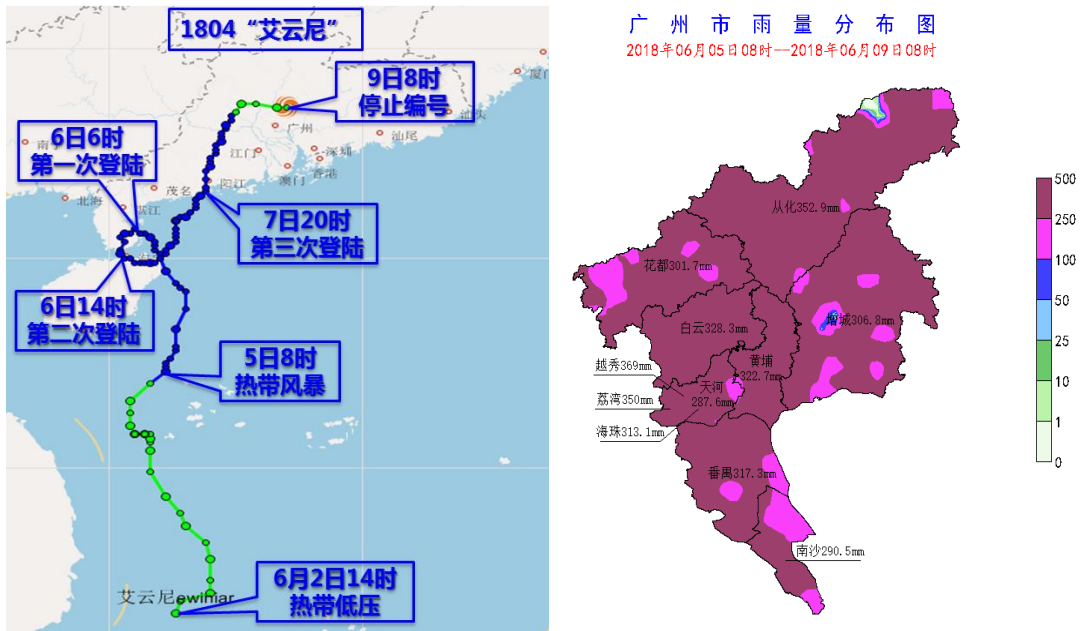 1804“艾云尼”
9日8时
停止编号
厦门
汕头
广州
汕尾
6日6时
第一次登陆
南
江门
深圳
香港
澳门
茂名
阳江
北海
湛江
7日20时
第三次登陆
6日14时
第二次登陆
5日8时
热带风暴
6月2日14时
热带低压
艾云尼ewiniar
广州市雨量分布图
2018年06月05日08时--2018年06月09日08时
从化352.9mm
花都301.7mm
增城306.8mm
白云328.3mm
黄埔
322.7mm
越秀369mm
天河
287.6mm
荔湾350mm
海珠313.1mm
番禺317.3mm
南沙290.5mm
500
250
100
50
25
10
1
0